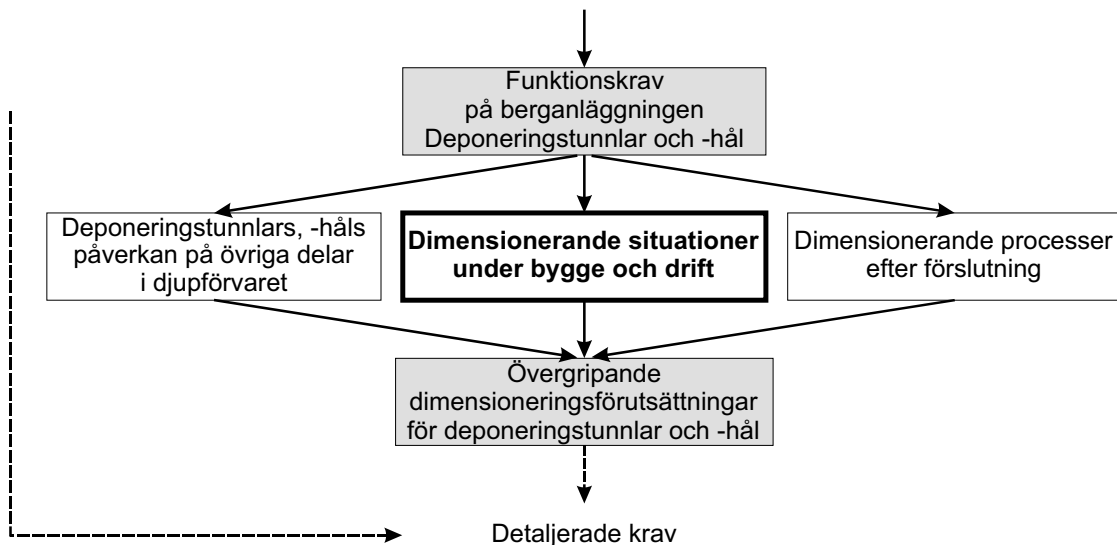 Funktionskrav
på berganläggningen
Deponeringstunnlar och -hål
Deponeringstunnlars, -håls
påverkan på övriga delar
i djupförvaret
Dimensionerande situationer
under bygge och drift
Dimensionerande processer
efter förslutning
Övergripande
dimensioneringsförutsättningar
för deponeringstunnlar och -hål
Detaljerade krav